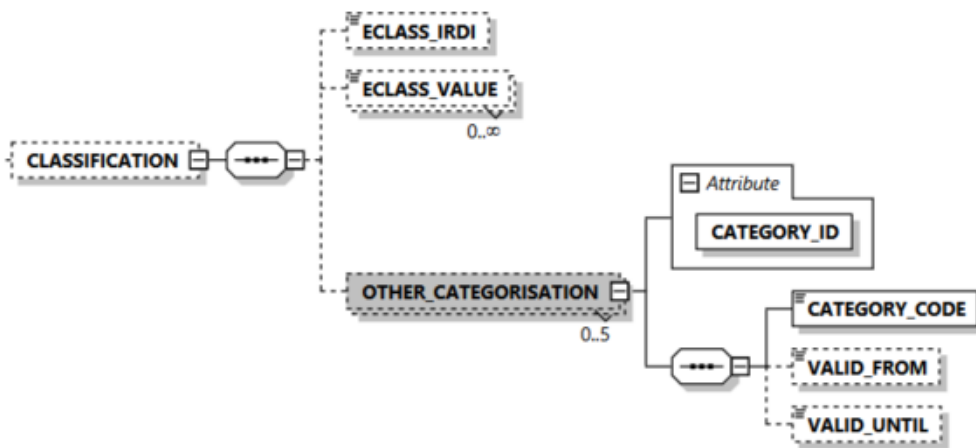 ECLASS_IRDI
ECLASS_VALUE
0..∞
CLASSIFICATION
Attribute
CATEGORY_ID
OTHER_CATEGORISATION
0..5
CATEGORY_CODE
VALID_FROM
VALID_UNTIL